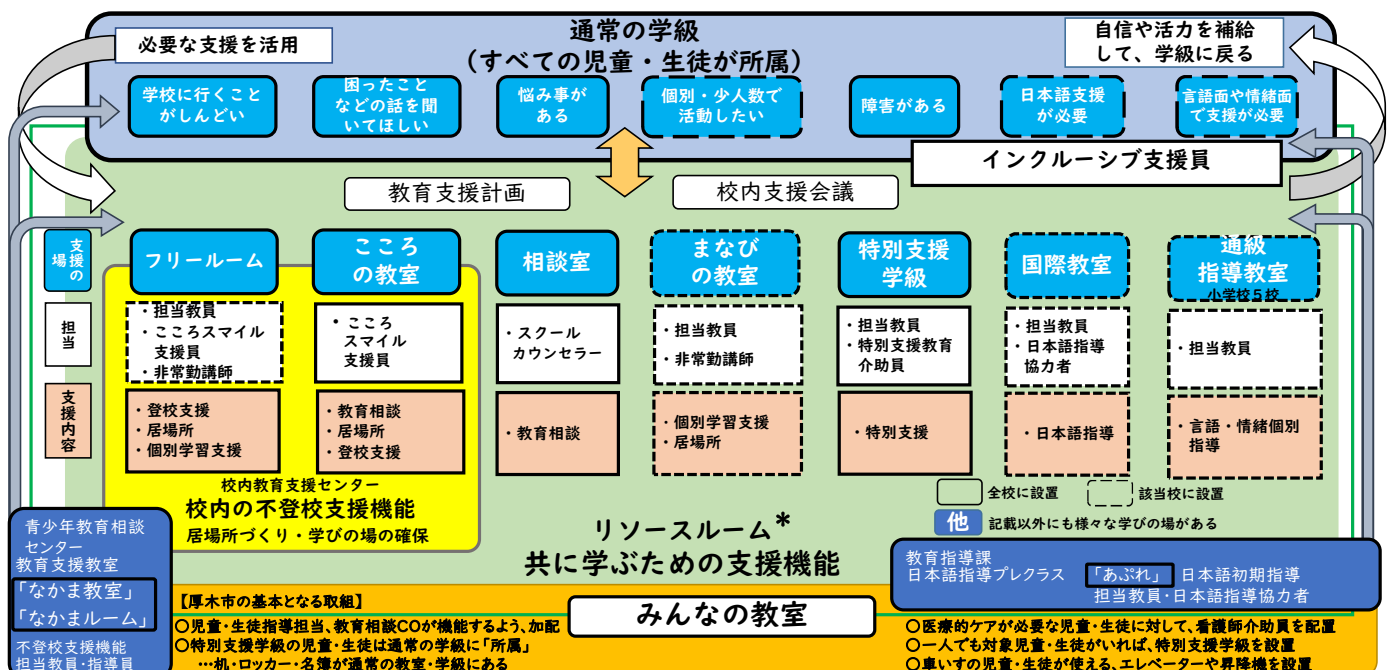 必要な支援を活用
通常の学級
(すべての児童・生徒が所属)
自信や活力を補給
して、学級に戻る
学校に行くこと
がしんどい
困ったこと
などの話を聞
いてほしい
悩み事が
ある
個別・少人数で
活動したい
障害がある
日本語支援
が必要
言語面や情緒面
で支援が必要
インクルーシブ支援員
教育支援計画
校内支援会議
支援の
場
フリールーム
こころ
の教室
相談室
まなび
の教室
特別支援
学級
国際教室
通級
指導教室
小学校5校
担当
・担当教員
・こころスマイル
支援員
・非常勤講師
・こころ
スマイル
支援員
・スクール
カウンセラー
・担当教員
・非常勤講師
・担当教員
・特別支援教育
介助員
・担当教員
・日本語指導
協力者
・担当教員
支援内容
・登校支援
・居場所
・個別学習支援
・教育相談
・居場所
・登校支援
・教育相談
・個別学習支援
・居場所
・特別支援
・日本語指導
・言語・情緒個別
指導
校内教育支援センター
校内の不登校支援機能
居場所づくり・学びの場の確保
全校に設置
該当校に設置
他 記載以外にも様々な学びの場がある
リソースルーム*
共に学ぶための支援機能
青少年教育相談
センター
教育支援教室
「なかま教室」
「なかまルーム」
不登校支援機能
担当教員・指導員
教育指導課
日本語指導プレクラス 「あぷれ」 日本語初期指導
担当教員・日本語指導協力者
みんなの教室
【厚木市の基本となる取組】
○児童・生徒指導担当、教育相談COが機能するよう、加配
○特別支援学級の児童・生徒は通常の学級に「所属」
…机・ロッカー・名簿が通常の教室・学級にある
○医療的ケアが必要な児童・生徒に対して、看護師介助員を配置
○一人でも対象児童・生徒がいれば、特別支援学級を設置
○車いすの児童・生徒が使える、エレベーターや昇降機を設置